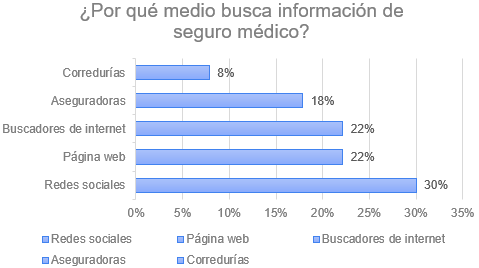 ¿Por qué medio busca información de
seguro médico?
Corredurías
8%
Aseguradoras
18%
Buscadores de internet
22%
Página web
22%
Redes sociales
30%
0% 5% 10% 15% 20% 25% 30% 35%
Redes sociales Página web Buscadores de internet
Aseguradoras Corredurías